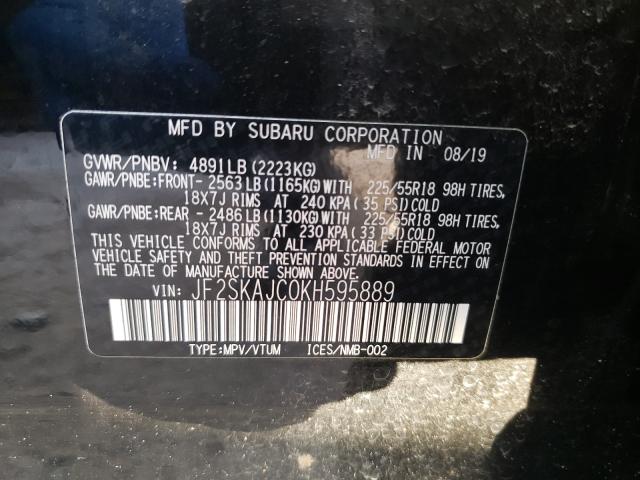 MFD BY SUBARU CORPORATION
MFD IN 08/19
GVWR/PNBV: 4891LB (2223KG)
GAWR/PNBE:FRONT- 2563LB (1165KG) WITH 225/55R18 98H TIRES,
18X7J RIMS AT 240 KPA (35 PSI) COLD
GAWR/PNBE:REAR - 2486LB (1130KG) WITH 225/55R18 98H TIRES,
18X7J RIMS AT 230 KPA (33 PSI) COLD
THIS VEHICLE CONFORMS TO ALL APPLICABLE FEDERAL MOTOR
VEHICLE SAFETY AND THEFT PREVENTION STANDARDS IN EFFECT ON
THE DATE OF MANUFACTURE SHOWN ABOVE.
VIN: JF2SKAJC0KH595889
TYPE:MPV/VTUM ICES/NMB-002